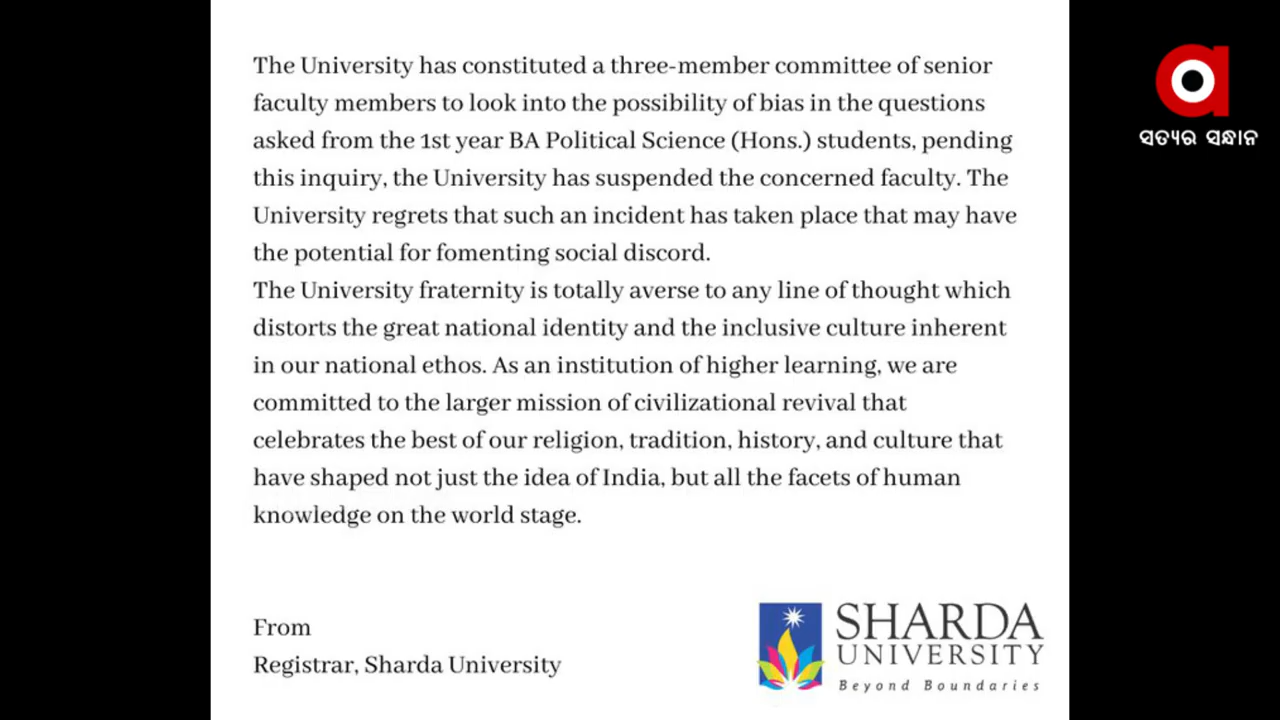 The University has constituted a three-member committee of senior
faculty members to look into the possibility of bias in the questions
asked from the 1st year BA Political Science (Hons.) students, pending
this inquiry, the University has suspended the concerned faculty. The
University regrets that such an incident has taken place that may have
the potential for fomenting social discord.
The University fraternity is totally averse to any line of thought which
distorts the great national identity and the inclusive culture inherent
in our national ethos. As an institution of higher learning, we are
committed to the larger mission of civilizational revival that
celebrates the best of our religion, tradition, history, and culture that
have shaped not just the idea of India, but all the facets of human
knowledge on the world stage.
From
Registrar, Sharda University
SHARDA
UNIVERSITY
Beyond Boundaries
a
ସତ୍ୟର ସନ୍ଧାନ